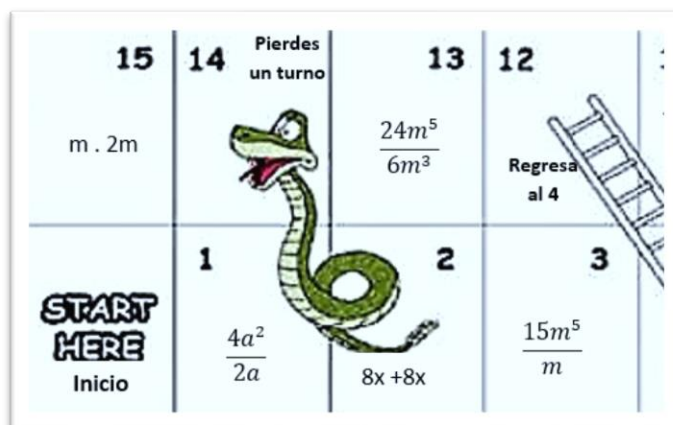 15
14
Pierdes
un turno
13
12
m . 2m
24m⁵
6m³
Regresa
al 4
START
HERE
Inicio
1
4a²
2a
2
8x +8x
3
15m⁵
m